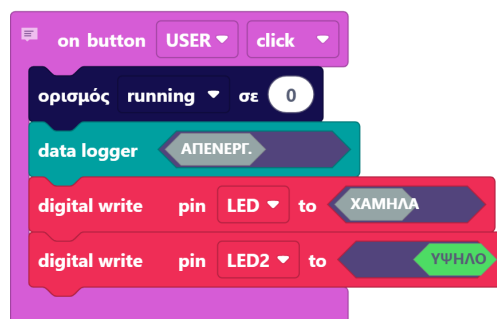 on button USER click
ορισμός running σε 0
data logger ΑΠΕΝΕΡΓ.
digital write pin LED to ΧΑΜΗΛΑ
digital write pin LED2 to ΥΨΗΛΟ